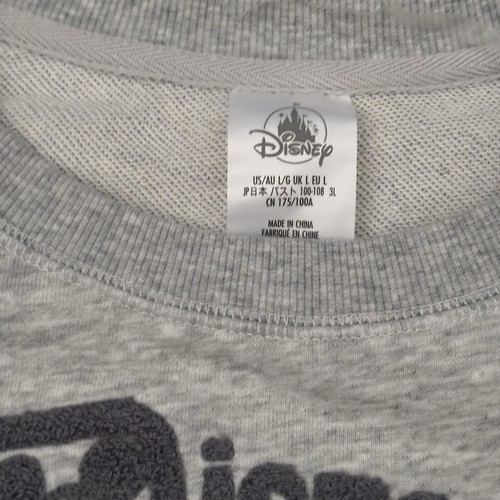 Disney
US/AU L/G UK L EU L
JP日本 バスト 100-108 3L
CN 175/100A
MADE IN CHINA
FABRIQUÉ EN CHINE